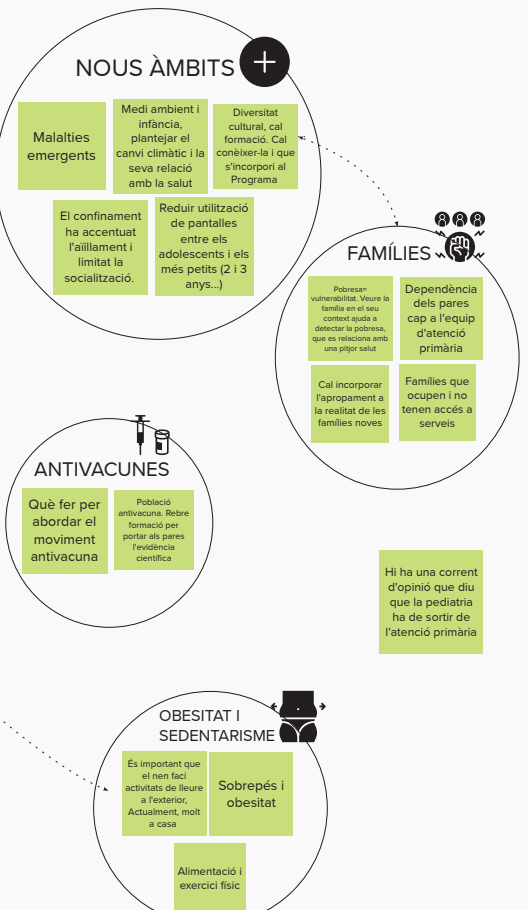 NOUS ÀMBITS
Malalties
emergents
Medi ambient i
infància,
plantejar el
canvi climàtic i la
seva relació
amb la salut
Diversitat
cultural, cal
formació. Cal
conèixer-la i que
s'incorpori al
Programa
El confinament
ha accentuat
l'aïllament i
limitat la
socialització.
Reduir utilització
de pantalles
entre els
adolescents i els
més petits (2 i 3
anys...)
FAMÍLIES
Pobresa=
vulnerabilitat. Veure la
família en el seu
context ajuda a
detectar la pobresa,
que es relaciona amb
una pitjor salut
Dependència
dels pares
cap a l'equip
d'atenció
primària
Cal incorporar
l'apropament a
la realitat de les
famílies noves
Famílies que
ocupen i no
tenen accés a
serveis
ANTIVACUNES
Què fer per
abordar el
moviment
antivacuna
Població
antivacuna. Rebre
formació per
portar als pares
l'evidència
científica
Hi ha una corrent
d'opinió que diu
que la pediatria
ha de sortir de
l'atenció primària
OBESITAT I
SEDENTARISME
És important que
el nen faci
activitats de lleure
a l'exterior,
Actualment, molt
a casa
Sobrepés i
obesitat
Alimentació i
exercici físic